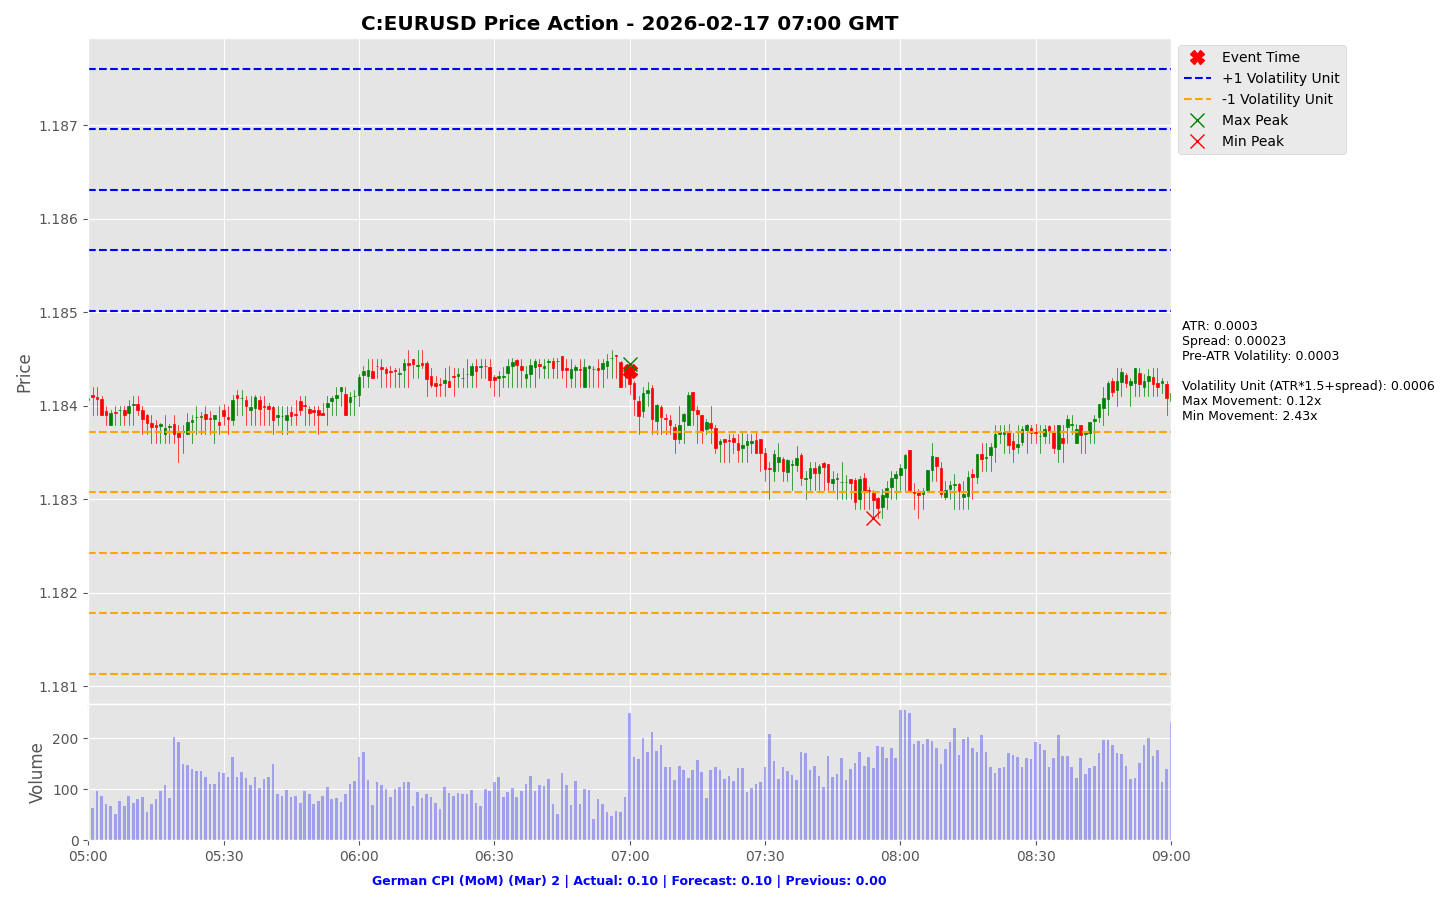 C:EURUSD Price Action - 2026-02-17 07:00 GMT
Event Time
+1 Volatility Unit
-1 Volatility Unit
Max Peak
Min Peak
Price
1.187
1.186
1.185
1.184
1.183
1.182
1.181
ATR: 0.0003
Spread: 0.00023
Pre-ATR Volatility: 0.0003
Volatility Unit (ATR*1.5+spread): 0.0006
Max Movement: 0.12x
Min Movement: 2.43x
Volume
200
100
0
05:00 05:30 06:00 06:30 07:00 07:30 08:00 08:30 09:00
German CPI (MoM) (Mar) 2 | Actual: 0.10 | Forecast: 0.10 | Previous: 0.00